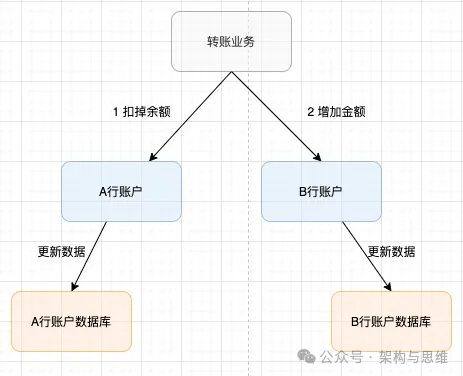 转账业务
1 扣掉余额
2 增加金额
A行账户
B行账户
更新数据
更新数据
A行账户数据库
B行账户数据库
公众号 · 架构与思维